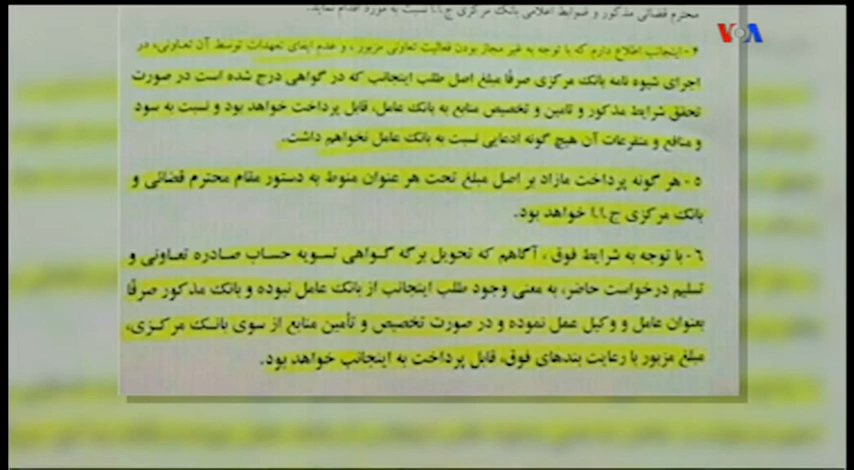 محترم قضائی مذکور و ضوابط اعلامی بانک مرکزی ج.ا.ا نسبت به مورد اقدام نماید.
VOA
۴- اینجانب اطلاع دارم که با توجه به غیر مجاز بودن فعالیت تعاونی مزبور، و عدم ایفای تعهدات توسط آن تعاونی، در
اجرای شیوه نامه بانک مرکزی صرفًا مبلغ اصل طلب اینجانب که در گواهی درج شده است در صورت
تحقق شرایط مذکور و تامین و تخصیص منابع به بانک عامل، قابل پرداخت خواهد بود و نسبت به سود
و منافع و متفرعات آن هیچ گونه ادعایی نسبت به بانک عامل نخواهم داشت.
۵- هر گونه پرداخت مازاد بر اصل مبلغ تحت هر عنوان منوط به دستور مقام محترم قضائی و
بانک مرکزی ج.ا.ا خواهد بود.
۶- با توجه به شرایط فوق، آگاهم که تحویل برگه گواهی تسویه حساب صادره تعاونی و
تسلیم درخواست حاضر، به معنی وجود طلب اینجانب از بانک عامل نبوده و بانک مذکور صرفًا
بعنوان عامل و وکیل عمل نموده و در صورت تخصیص و تأمین منابع از سوی بانک مرکزی،
مبلغ مزبور با رعایت بندهای فوق، قابل پرداخت به اینجانب خواهد بود.